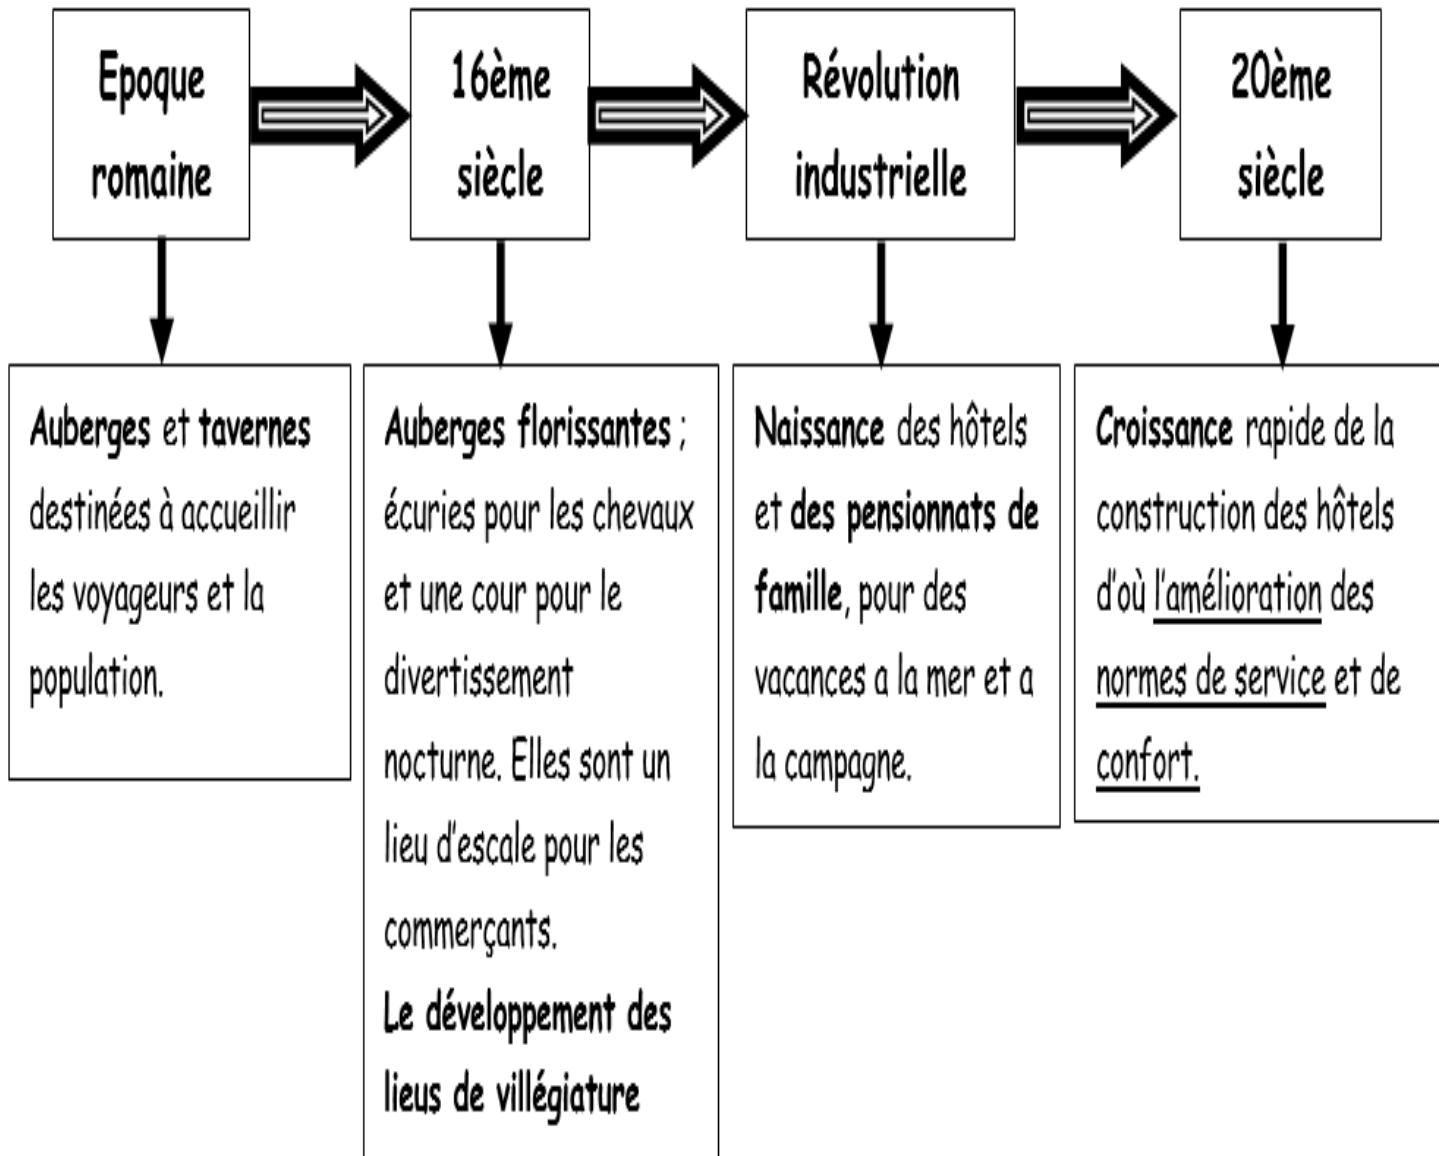 Epoque
romaine
16ème
siècle
Révolution
industrielle
20ème
siècle
Auberges et tavernes
destinées à accueillir
les voyageurs et la
population.
Auberges florissantes ;
écuries pour les chevaux
et une cour pour le
divertissement
nocturne. Elles sont un
lieu d'escale pour les
commerçants.
Le développement des
lieus de villégiature
Naissance des hôtels
et des pensionnats de
famille, pour des
vacances a la mer et a
la campagne.
Croissance rapide de la
construction des hôtels
d'où l'amélioration des
normes de service et de
confort.